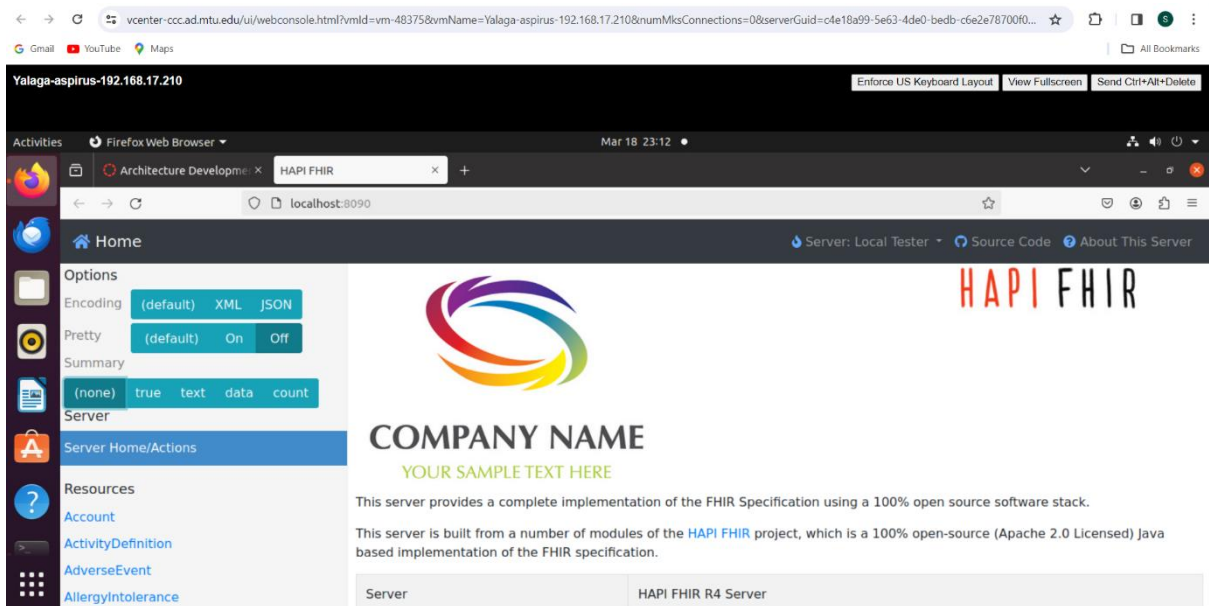 vcenter-ccc.ad.mtu.edu/ui/webconsole.html?vmId=vm-48375&vmName=Yalaga-aspirus-192.168.17.210&numMksConnections=0&serverGuid=c4e18a99-5e63-4de0-bedb-c6e2e78700f0... S
Gmail YouTube Maps All Bookmarks
Yalaga-aspirus-192.168.17.210 Enforce US Keyboard Layout View Fullscreen Send Ctrl+Alt+Delete
Activities Firefox Web Browser Mar 18 23:12
Architecture Developme HAPI FHIR
localhost:8090
Home Server: Local Tester Source Code About This Server
Options
Encoding (default) XML JSON
Pretty (default) On Off
Summary
(none) true text data count
Server
Server Home/Actions
Resources
Account
ActivityDefinition
AdverseEvent
AllergyIntolerance
HAPI FHIR
COMPANY NAME
YOUR SAMPLE TEXT HERE
This server provides a complete implementation of the FHIR Specification using a 100% open source software stack.
This server is built from a number of modules of the HAPI FHIR project, which is a 100% open-source (Apache 2.0 Licensed) Java
based implementation of the FHIR specification.
Server HAPI FHIR R4 Server